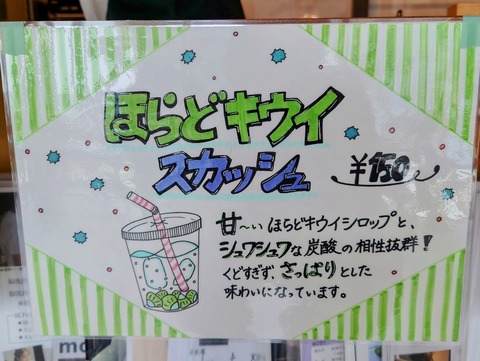 ほらどキウイ
スカッシュ
¥150
甘〜いほらどキウイシロップと、
シュワシュワな炭酸の相性抜群!
くどすぎず、さっぱりとした
味わいになっています。